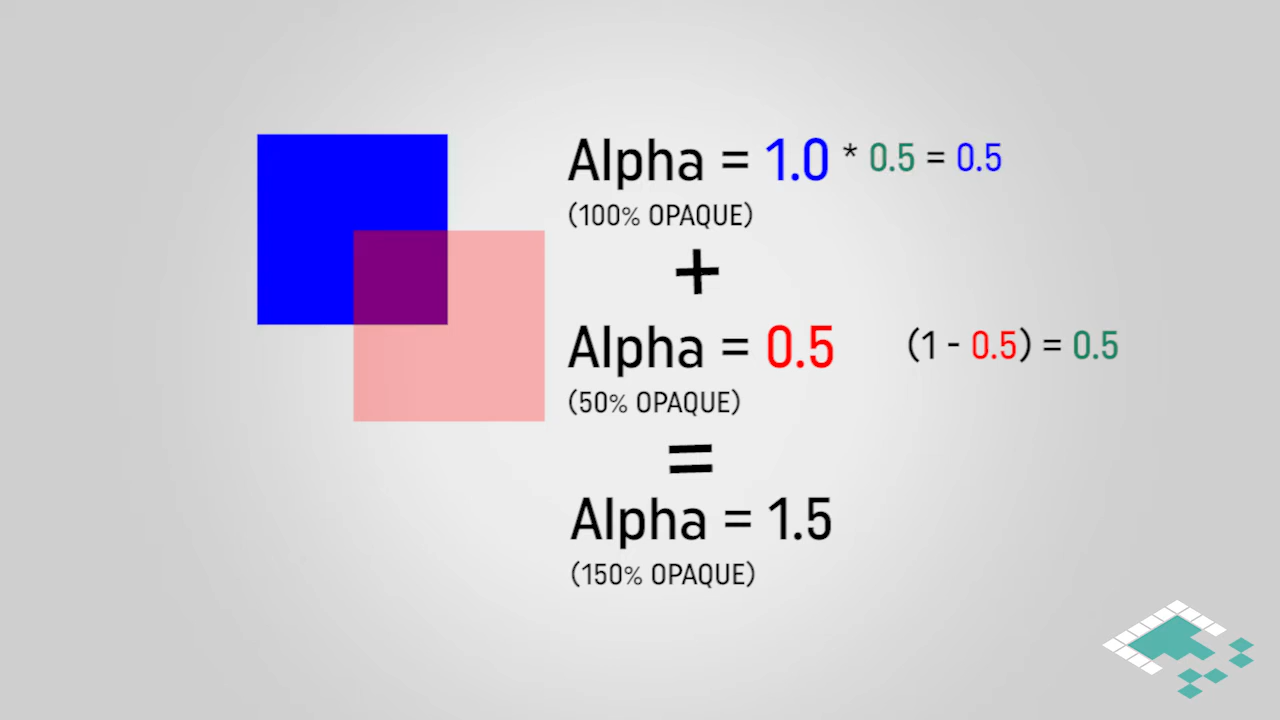 Alpha = 1.0 * 0.5 = 0.5
(100% OPAQUE)
+
Alpha = 0.5 (1 - 0.5) = 0.5
(50% OPAQUE)
=
Alpha = 1.5
(150% OPAQUE)